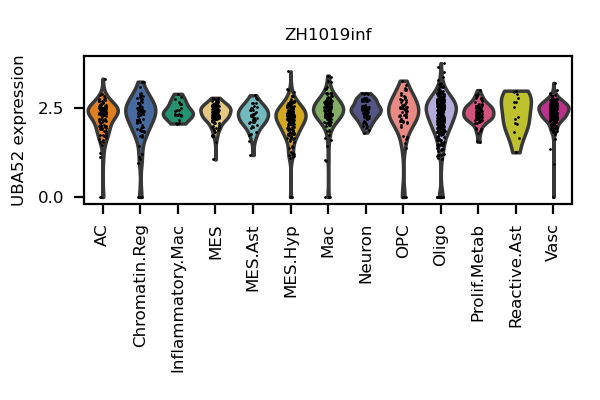 ZH1019inf
UBA52 expression
2.5
0.0
AC
Chromatin.Reg
Inflammatory.Mac
MES
MES.Ast
MES.Hyp
Mac
Neuron
OPC
Oligo
Prolif.Metab
Reactive.Ast
Vasc